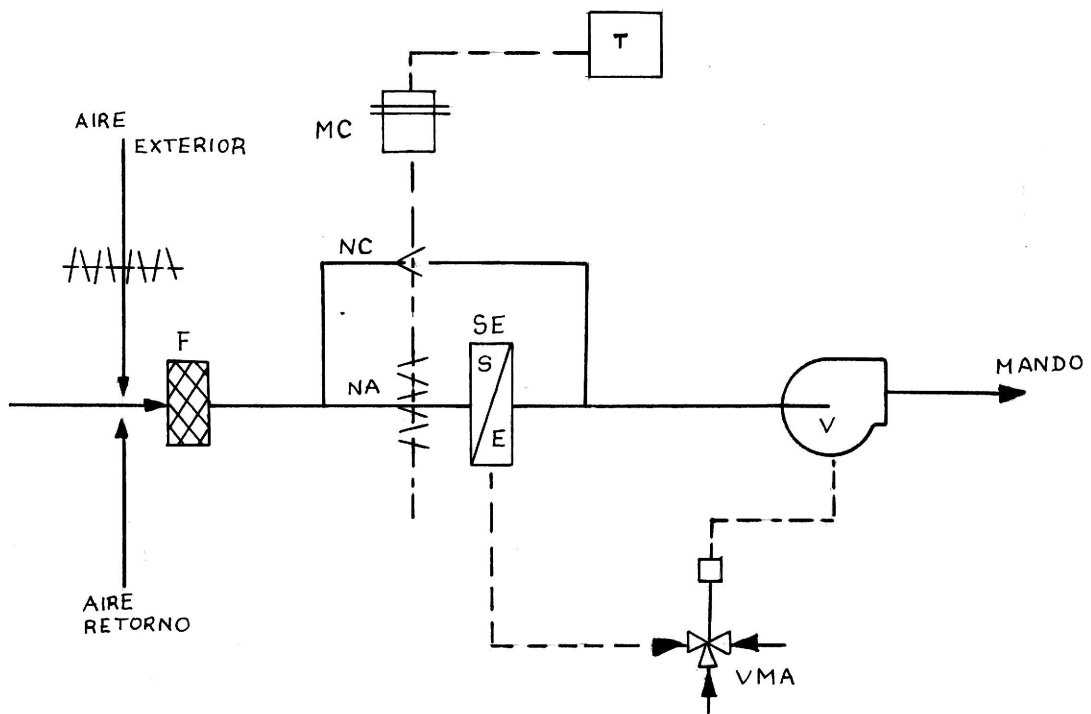 T
MC
AIRE
EXTERIOR
NC
F
SE
S
E
NA
MANDO
V
AIRE
RETORNO
VMA